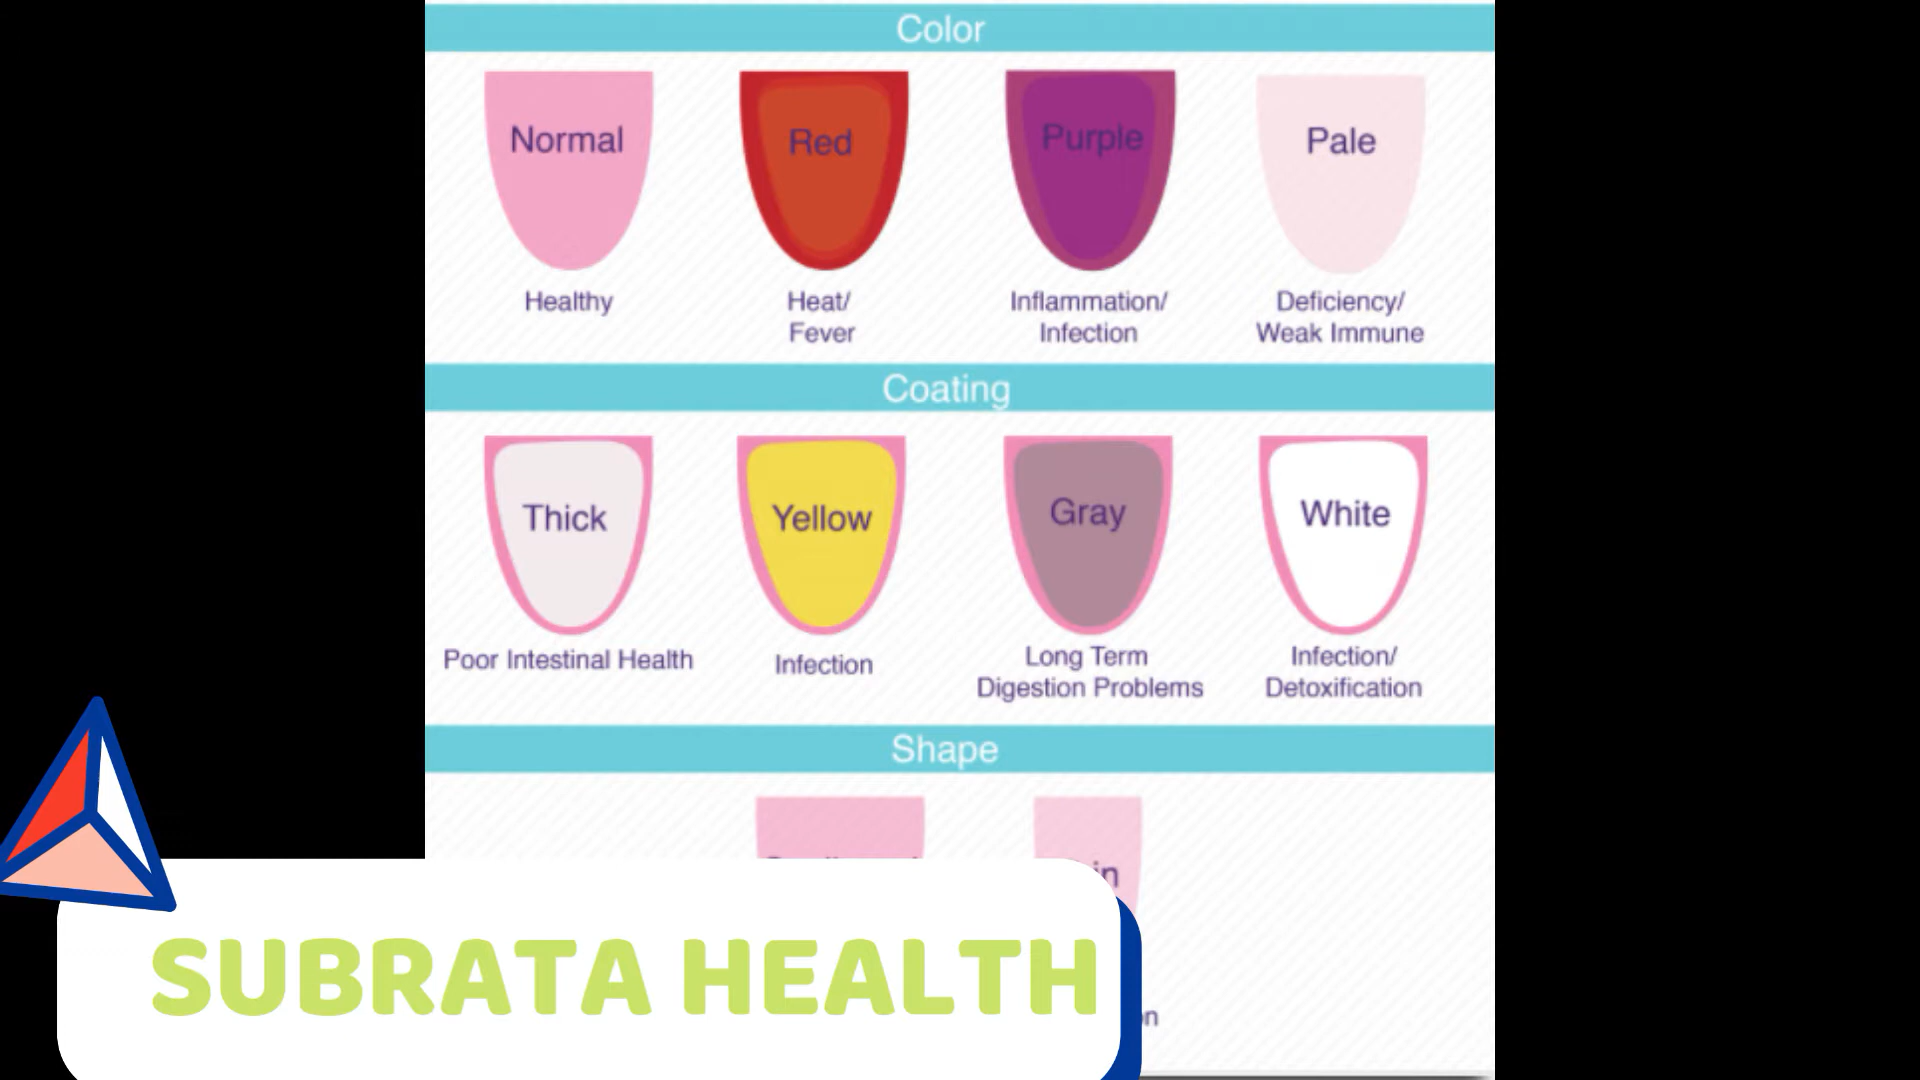 Color
Normal
Red
Purple
Pale
Healthy
Heat/
Fever
Inflammation/
Infection
Deficiency/
Weak Immune
Coating
Thick
Yellow
Gray
White
Poor Intestinal Health
Infection
Long Term
Digestion Problems
Infection/
Detoxification
Shape
SUBRATA HEALTH